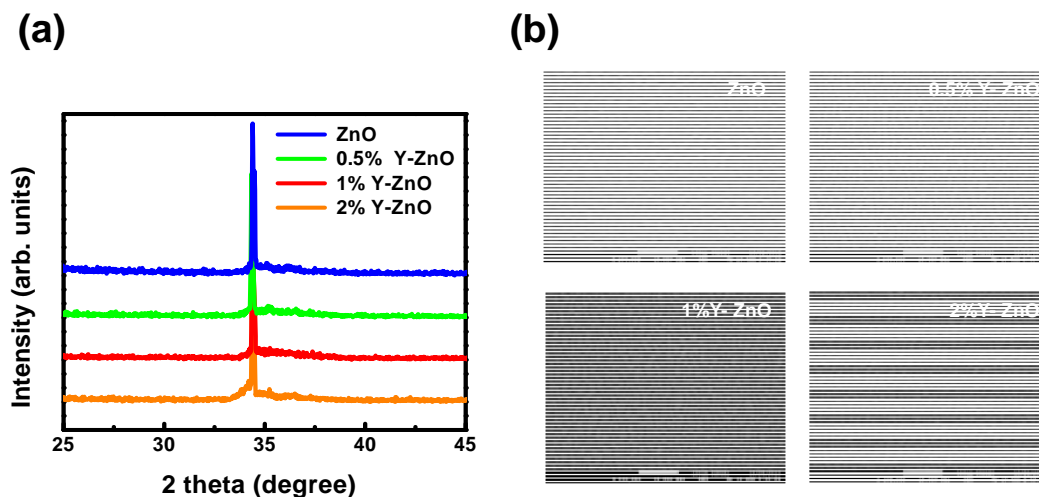 (a)
(b)
ZnO
0.5% Y-ZnO
1% Y-ZnO
2% Y-ZnO
Intensity (arb. units)
25 30 35 40 45
2 theta (degree)
ZnO
0.5% Y- ZnO
1%Y- ZnO
2%Y- ZnO